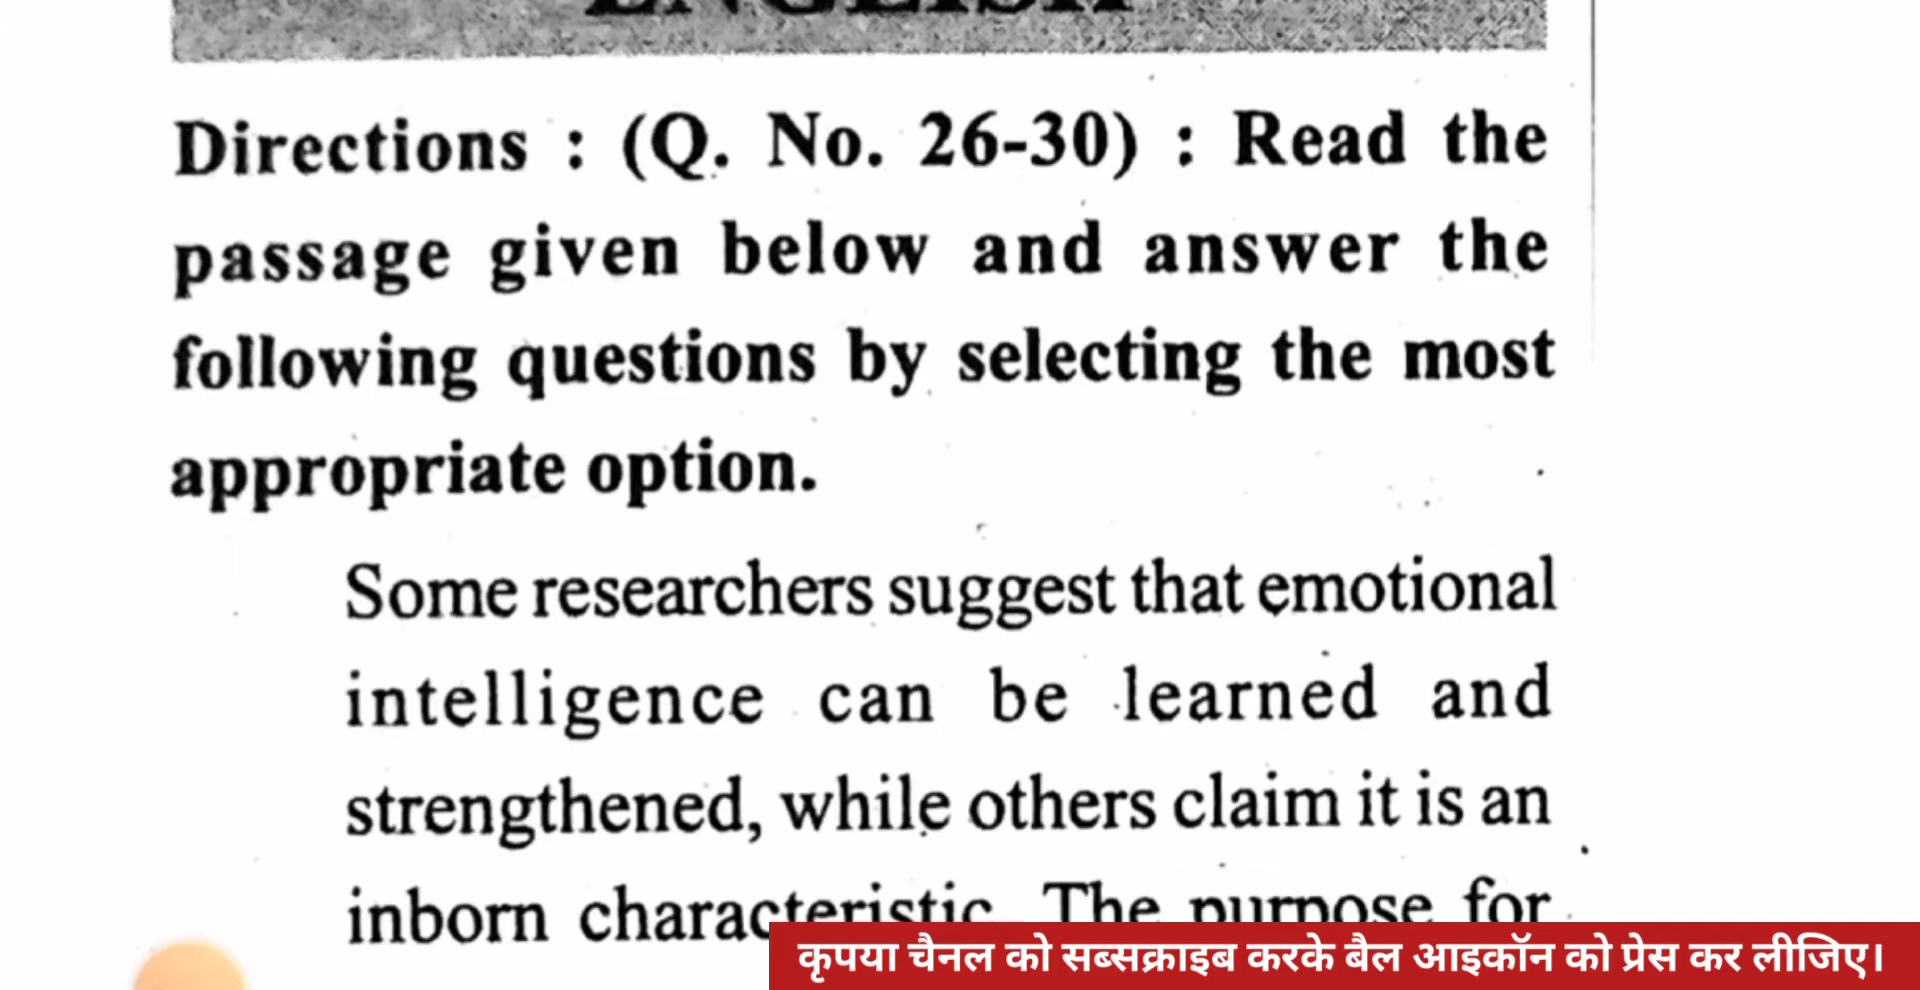 ENGLISH
Directions : (Q. No. 26-30) : Read the
passage given below and answer the
following questions by selecting the most
appropriate option.
Some researchers suggest that emotional
intelligence can be learned and
strengthened, while others claim it is an
inborn characteristic. The purpose for
कृपया चैनल को सब्सक्राइब करके बैल आइकॉन को प्रेस कर लीजिए।